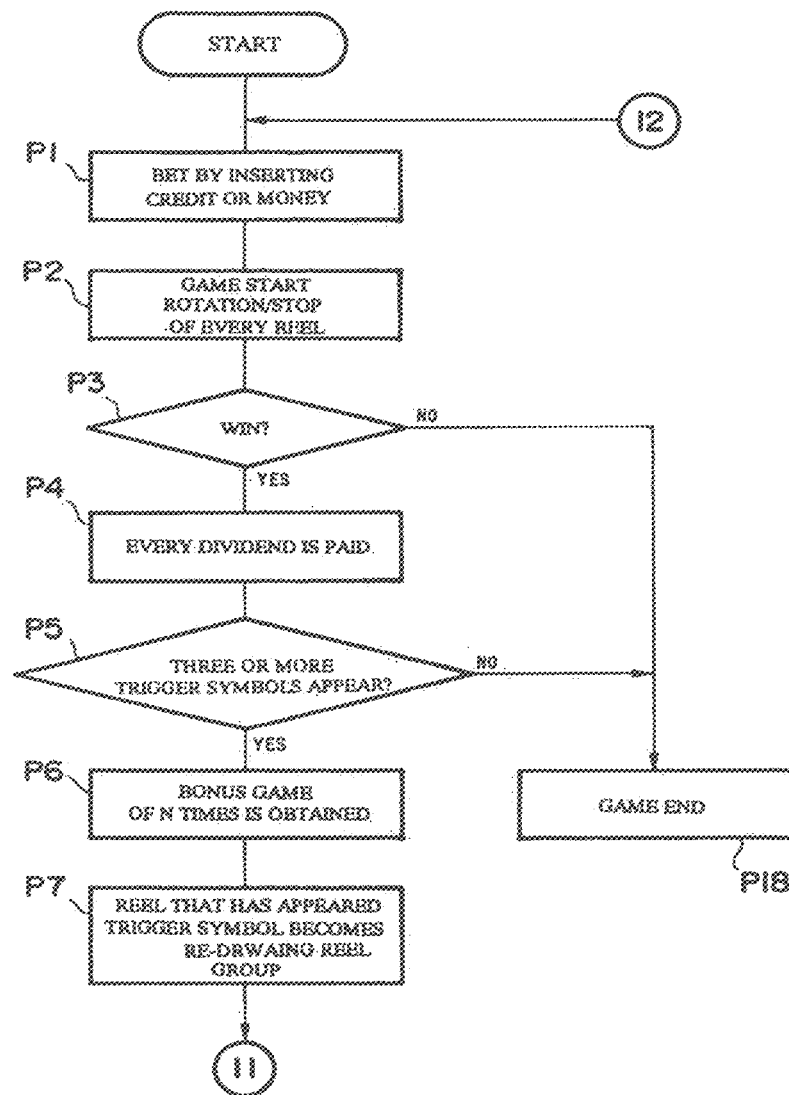 START
12
P1
BET BY INSERTING
CREDIT OR MONEY
P2
GAME START
ROTATION/STOP
OF EVERY REEL
P3
WIN?
NO
YES
P4
EVERY DIVIDEND IS PAID
P5
THREE OR MORE
TRIGGER SYMBOLS APPEAR?
NO
YES
P6
BONUS GAME
OF N TIMES IS OBTAINED
GAME END
P18
P7
REEL THAT HAS APPEARED
TRIGGER SYMBOL BECOMES
RE-DRWAING REEL
GROUP
11